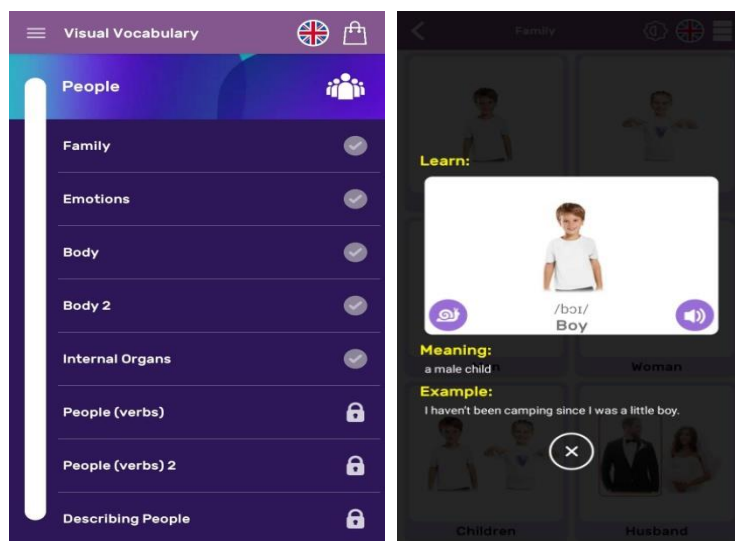 Visual Vocabulary
People
Family
Emotions
Body
Body 2
Internal Organs
People (verbs)
People (verbs) 2
Describing People
Family
Learn:
/bɔɪ/
Boy
Meaning:
a male child
Woman
Example:
I haven't been camping since I was a little boy.
Children
Husband